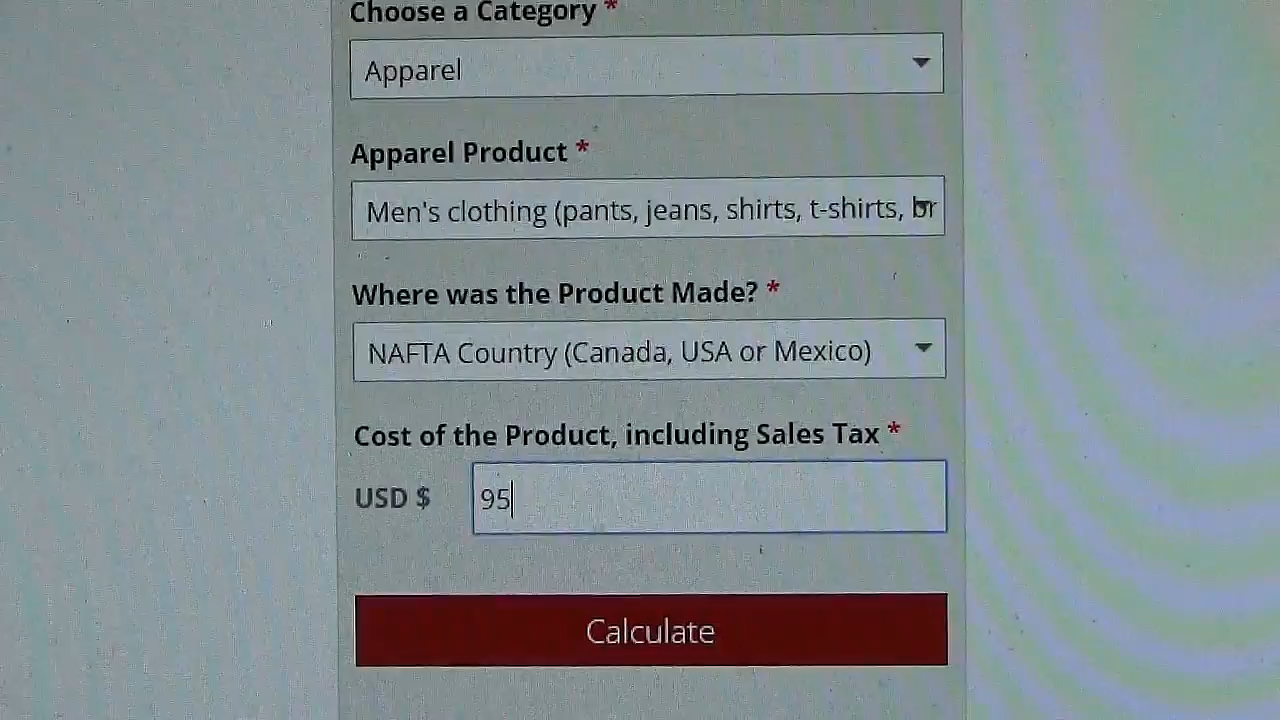 Choose a Category *
Apparel
Apparel Product *
Men's clothing (pants, jeans, shirts, t-shirts, br
Where was the Product Made? *
NAFTA Country (Canada, USA or Mexico)
Cost of the Product, including Sales Tax *
USD $ 95
Calculate